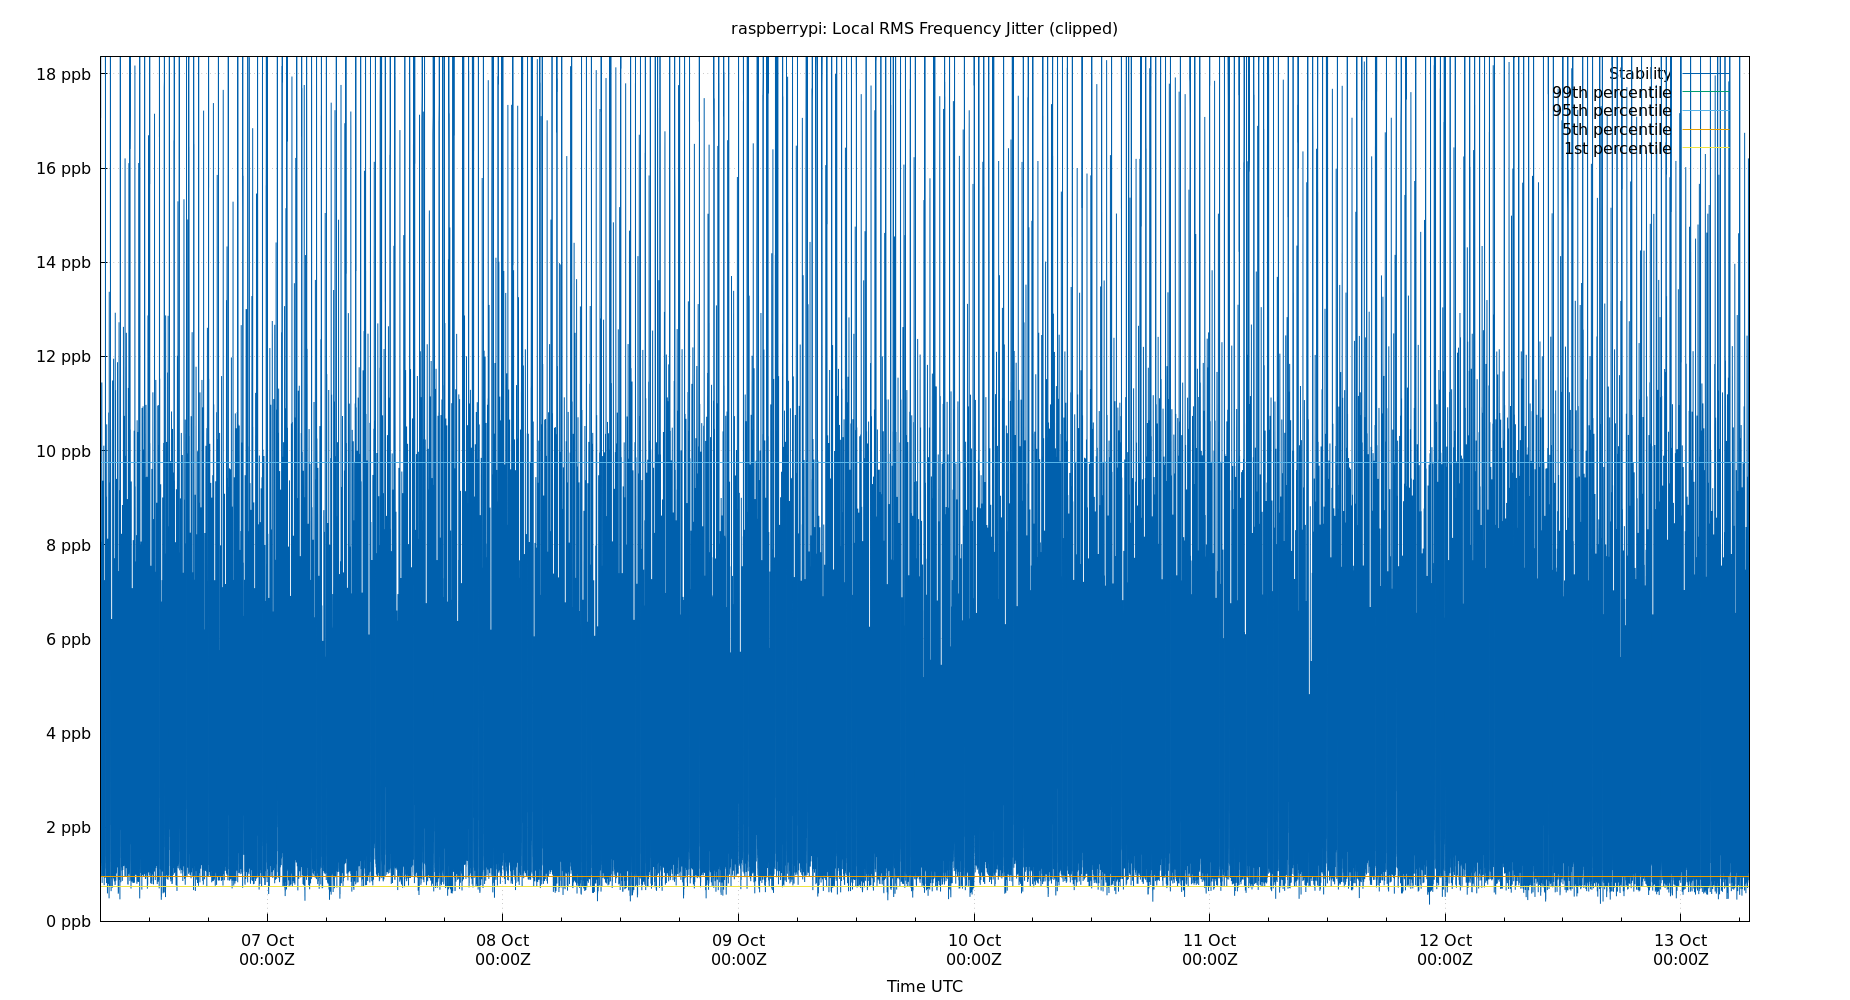 raspberrypi: Local RMS Frequency Jitter (clipped)
18 ppb
16 ppb
14 ppb
12 ppb
10 ppb
8 ppb
6 ppb
4 ppb
2 ppb
0 ppb
Stability
99th percentile
95th percentile
5th percentile
1st percentile
07 Oct
00:00Z
08 Oct
00:00Z
09 Oct
00:00Z
10 Oct
00:00Z
11 Oct
00:00Z
12 Oct
00:00Z
13 Oct
00:00Z
Time UTC